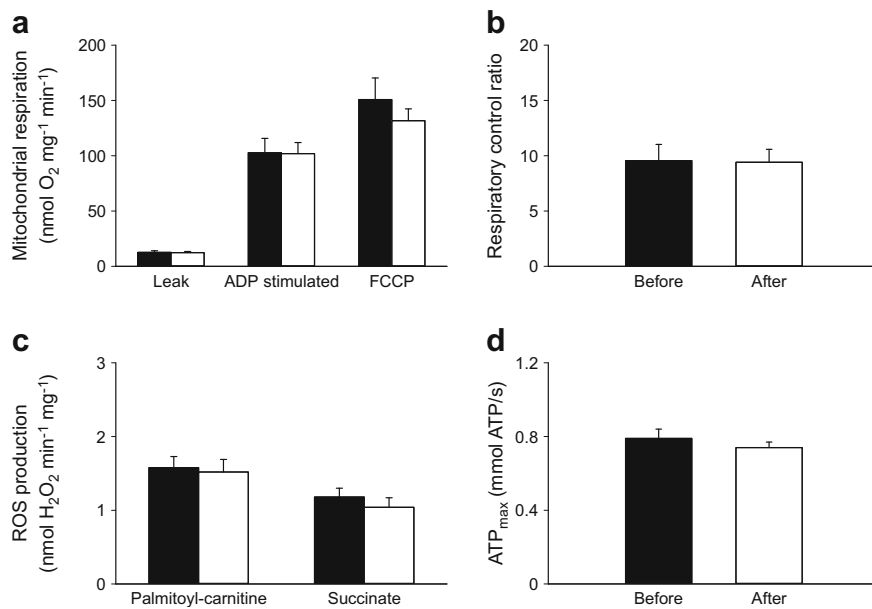 a
Mitochondrial respiration
(nmol O₂ mg⁻¹ min⁻¹)
200
150
100
50
0
Leak ADP stimulated FCCP
b
Respiratory control ratio
20
15
10
5
0
Before After
c
ROS production
(nmol H₂O₂ min⁻¹ mg⁻¹)
3
2
1
0
Palmitoyl-carnitine Succinate
d
ATPmax (mmol ATP/s)
1.2
0.8
0.4
0
Before After